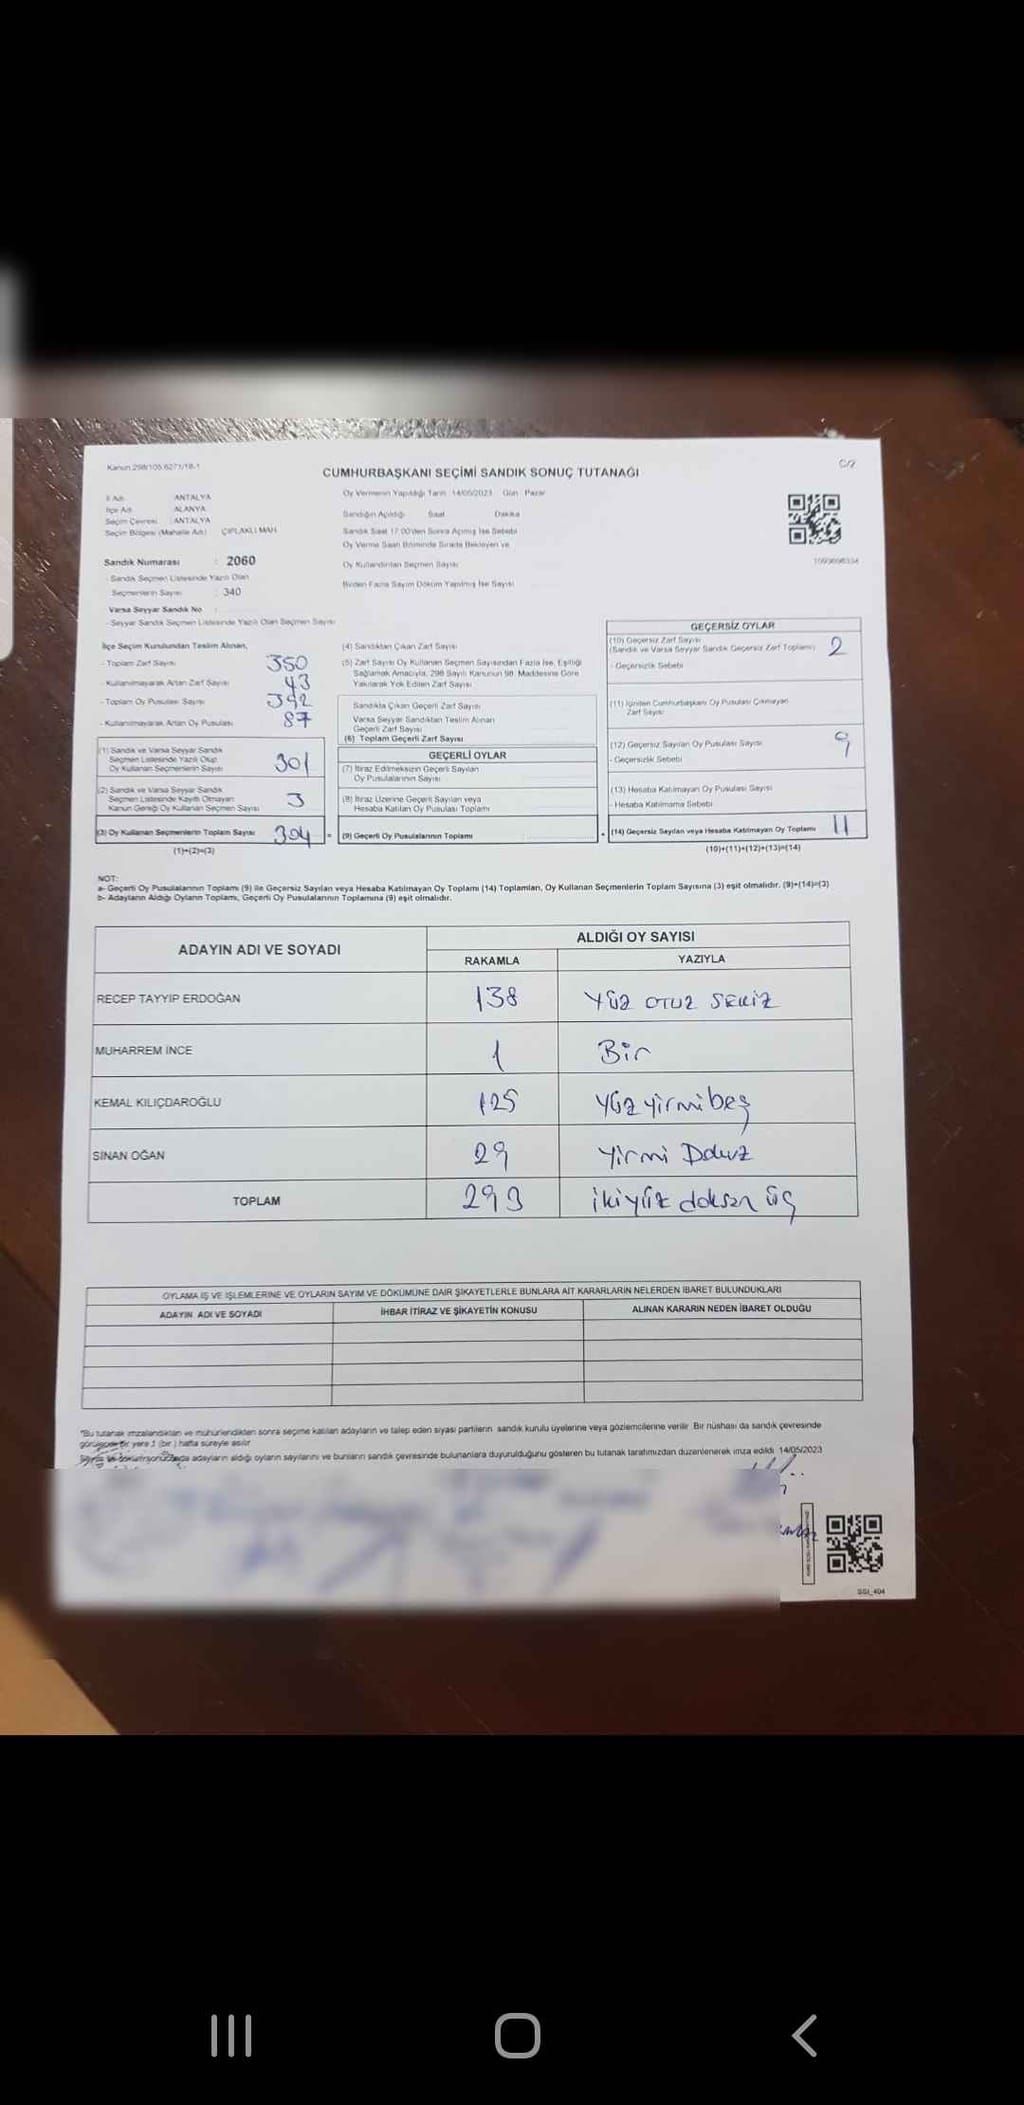 Kanun 298/105 6271/18-1
C/2
CUMHURBAŞKANI SEÇİMİ SANDIK SONUÇ TUTANAĞI
İl Adı ANTALYA
İlçe Adı ALANYA
Seçim Çevresi ANTALYA
Seçim Bölgesi (Mahalle Adı) ÇIPLAKLI MAH
Sandık Numarası : 2060
- Sandık Seçmen Listesinde Yazılı Olan
Seçmenlerin Sayısı : 340
Varsa Seyyar Sandık No :
- Seyyar Sandık Seçmen Listesinde Yazılı Olan Seçmen Sayısı
Oy Vermenin Yapıldığı Tarih 14/05/2023 Gün Pazar
Sandığın Açıldığı Saat Dakika
Sandık Saat 17:00'den Sonra Açılmış İse Sebebi
Oy Verme Saati Bitiminde Sırada Bekleyen ve
Oy Kullandırılan Seçmen Sayısı
Birden Fazla Sayım Döküm Yapılmış İse Sayısı
İlçe Seçim Kurulundan Teslim Alınan,
- Toplam Zarf Sayısı 350
- Kullanılmayarak Artan Zarf Sayısı 43
- Toplam Oy Pusulası Sayısı 392
- Kullanılmayarak Artan Oy Pusulası 87
(1) Sandık ve Varsa Seyyar Sandık
Seçmen Listesinde Yazılı Olup
Oy Kullanan Seçmenlerin Sayısı 301
(2) Sandık ve Varsa Seyyar Sandık
Seçmen Listesinde Kayıtlı Olmayan
Kanun Gereği Oy Kullanan Seçmen Sayısı 3
(3) Oy Kullanan Seçmenlerin Toplam Sayısı 304 =
(1)+(2)=(3)
(4) Sandıktan Çıkan Zarf Sayısı
(5) Zarf Sayısı Oy Kullanan Seçmen Sayısından Fazla İse, Eşitliği
Sağlamak Amacıyla, 298 Sayılı Kanunun 98. Maddesine Göre
Yakılarak Yok Edilen Zarf Sayısı
Sandıkta Çıkan Geçerli Zarf Sayısı
Varsa Seyyar Sandıktan Teslim Alınan
Geçerli Zarf Sayısı
(6) Toplam Geçerli Zarf Sayısı
GEÇERLİ OYLAR
(7) İtiraz Edilmeksizin Geçerli Sayılan
Oy Pusulalarının Sayısı
(8) İtiraz Üzerine Geçerli Sayılan veya
Hesaba Katılan Oy Pusulası Toplamı
(9) Geçerli Oy Pusulalarının Toplamı +
GEÇERSİZ OYLAR
(10) Geçersiz Zarf Sayısı
(Sandık ve Varsa Seyyar Sandık Geçersiz Zarf Toplamı) 2
- Geçersizlik Sebebi
(11) İçinden Cumhurbaşkanı Oy Pusulası Çıkmayan
Zarf Sayısı
(12) Geçersiz Sayılan Oy Pusulası Sayısı 9
- Geçersizlik Sebebi
(13) Hesaba Katılmayan Oy Pusulası Sayısı
- Hesaba Katılmama Sebebi
(14) Geçersiz Sayılan veya Hesaba Katılmayan Oy Toplamı 11
(10)+(11)+(12)+(13)=(14)
NOT:
a- Geçerli Oy Pusulalarının Toplamı (9) ile Geçersiz Sayılan veya Hesaba Katılmayan Oy Toplamı (14) Toplamları, Oy Kullanan Seçmenlerin Toplam Sayısına (3) eşit olmalıdır. (9)+(14)=(3)
b- Adayların Aldığı Oyların Toplamı, Geçerli Oy Pusulalarının Toplamına (9) eşit olmalıdır.
ADAYIN ADI VE SOYADI
ALDIĞI OY SAYISI
RAKAMLA YAZIYLA
RECEP TAYYİP ERDOĞAN 138 YÜZ OTUZ SEKİZ
MUHARREM İNCE 1 Bir
KEMAL KILIÇDAROĞLU 125 Yüzyirmibeş
SİNAN OĞAN 29 Yirmi Dokuz
TOPLAM 293 ikiyüz doksan üç
OYLAMA İŞ VE İŞLEMLERİNE VE OYLARIN SAYIM VE DÖKÜMÜNE DAİR ŞİKAYETLERLE BUNLARA AİT KARARLARIN NELERDEN İBARET BULUNDUKLARI
ADAYIN ADI VE SOYADI İHBAR İTİRAZ VE ŞİKAYETİN KONUSU ALINAN KARARIN NEDEN İBARET OLDUĞU
*Bu tutanak imzalandıktan ve mühürlendikten sonra seçime katılan adayların ve talep eden siyasi partilerin sandık kurulu üyelerine veya gözlemcilerine verilir. Bir nüshası da sandık çevresinde
görülecek bir yere 1 (bir) hafta süreyle asılır
Sayım ve döküm sonucunda adayların aldığı oyların sayılarını ve bunların sandık çevresinde bulunanlara duyurulduğunu gösteren bu tutanak tarafımızdan düzenlenerek imza edildi 14/05/2023